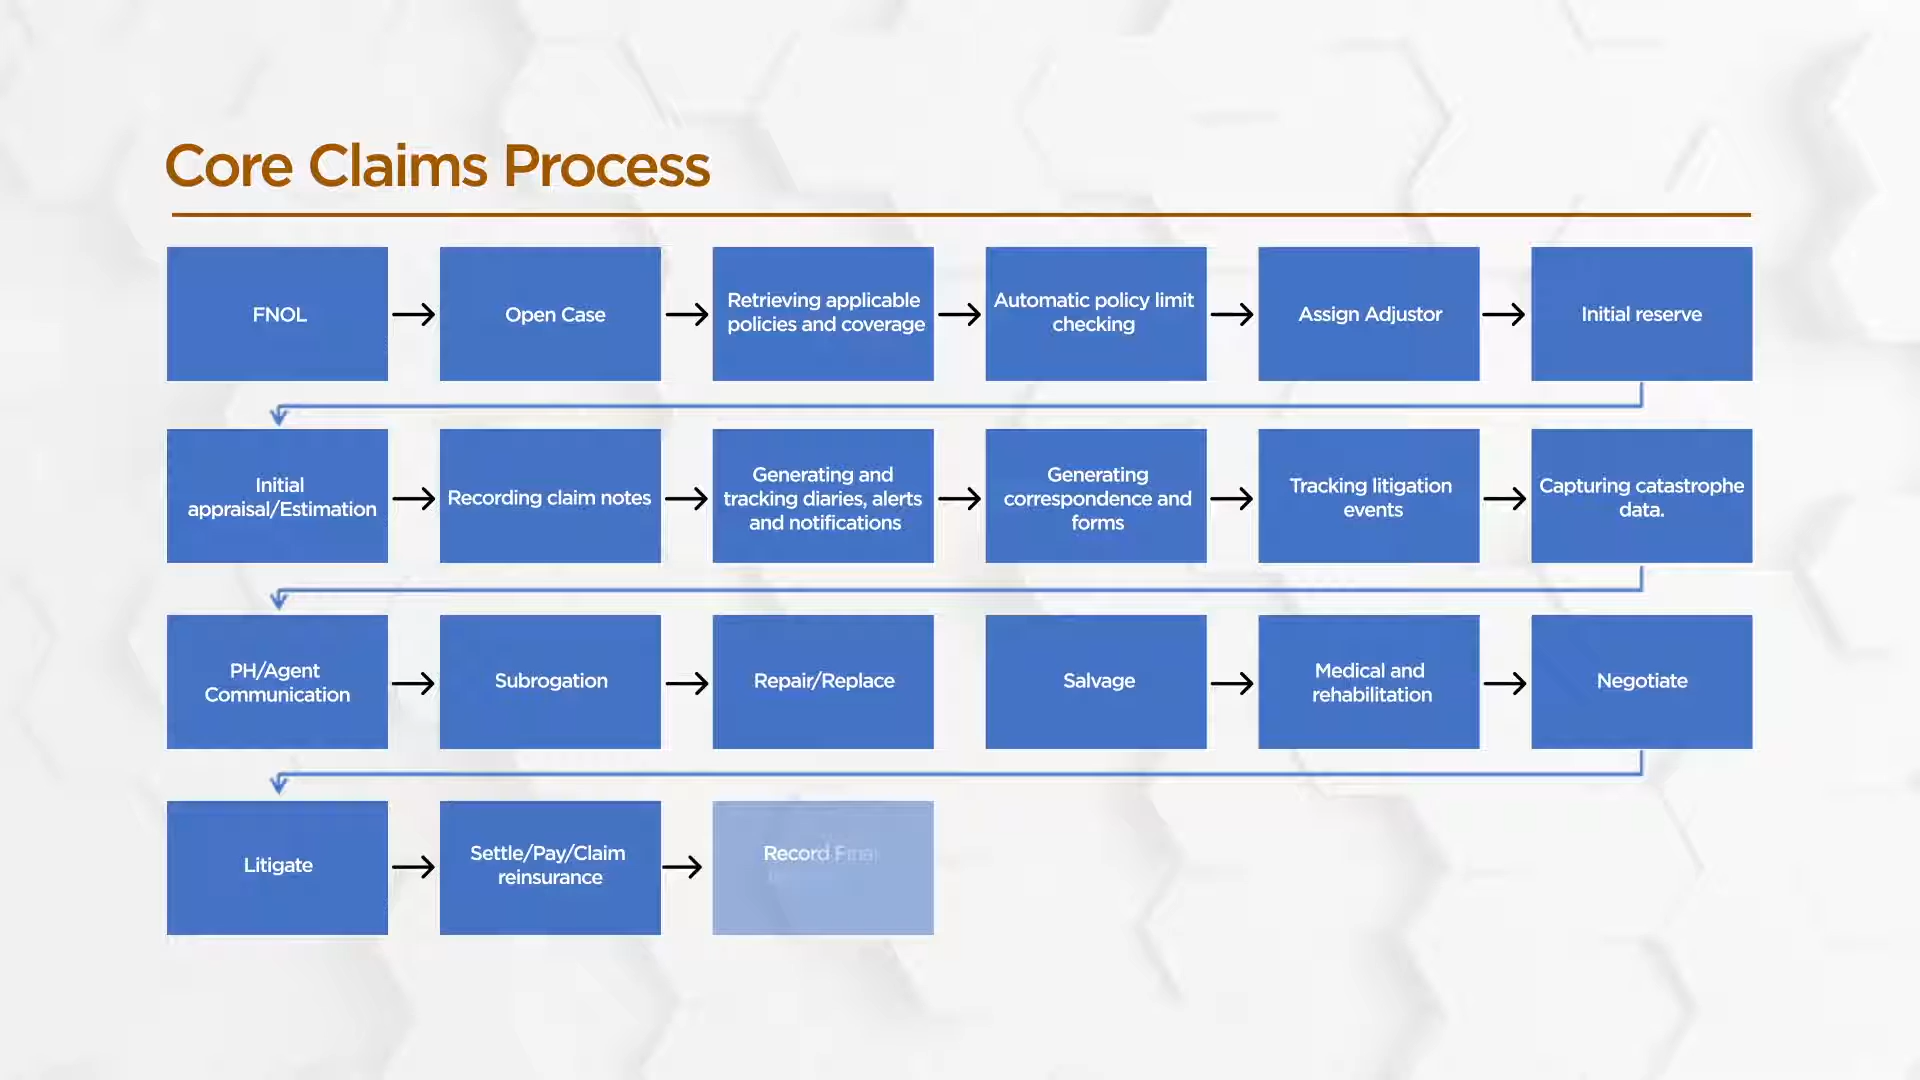 Core Claims Process
FNOL
Open Case
Retrieving applicable
policies and coverage
Automatic policy limit
checking
Assign Adjustor
Initial reserve
Initial
appraisal/Estimation
Recording claim notes
Generating and
tracking diaries, alerts
and notifications
Generating
correspondence and
forms
Tracking litigation
events
Capturing catastrophe
data.
PH/Agent
Communication
Subrogation
Repair/Replace
Salvage
Medical and
rehabilitation
Negotiate
Litigate
Settle/Pay/Claim
reinsurance
Record Final